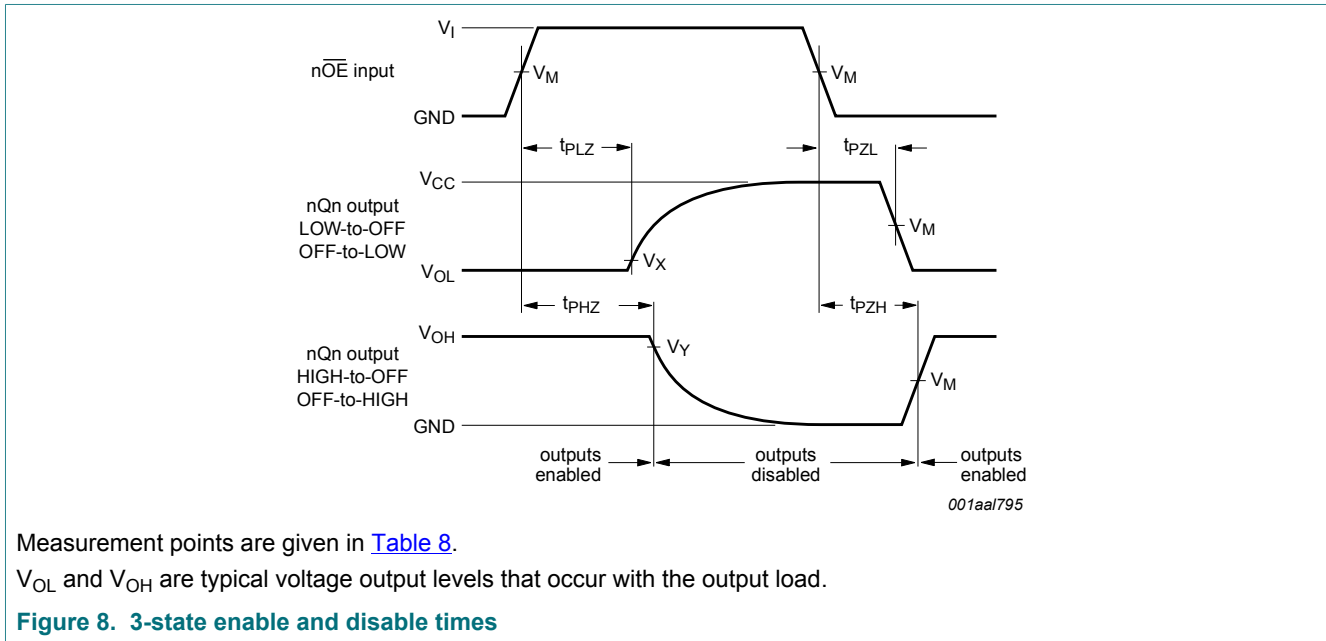 V_I
nOE input
V_M
V_M
GND
t_PLZ
t_PZL
V_CC
nQn output
LOW-to-OFF
OFF-to-LOW
V_M
V_X
V_OL
t_PHZ
t_PZH
V_OH
nQn output
HIGH-to-OFF
OFF-to-HIGH
V_Y
V_M
GND
outputs enabled
outputs disabled
outputs enabled
001aal795
Measurement points are given in Table 8.
V_OL and V_OH are typical voltage output levels that occur with the output load.
Figure 8. 3-state enable and disable times